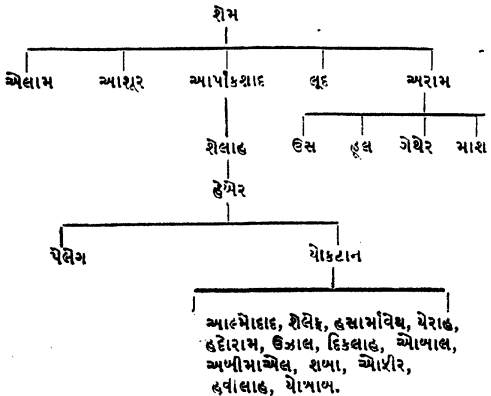 શેમ
એલામ આશૂર આર્પાકશાદ લૂદ અરામ
શેલાહ ઉસ હૂલ ગેથેર માશ
હેબેર
પેલેગ યોકટાન
આલ્મોદાદ, શેલેફ, હસાર્માવેથ, યેરાહ,
હદોરામ, ઉઝાલ, દિકલાહ, ઓબાલ,
અબીમાએલ, શબા, ઓફીર,
હવીલાહ, યોબાબ.